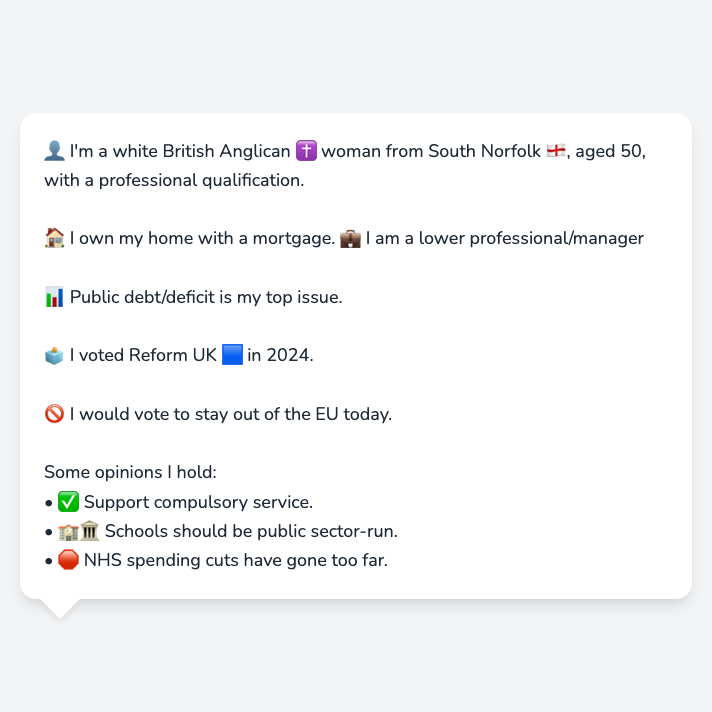 👤 I'm a white British Anglican ✝️ woman from South Norfolk 🏴󠁧󠁢󠁥󠁮󠁧󠁿, aged 50,
with a professional qualification.
🏠 I own my home with a mortgage. 💼 I am a lower professional/manager
📊 Public debt/deficit is my top issue.
🗳️ I voted Reform UK 🟦 in 2024.
🚫 I would vote to stay out of the EU today.
Some opinions I hold:
• ✅ Support compulsory service.
• 🏫🏛️ Schools should be public sector-run.
• 🛑 NHS spending cuts have gone too far.